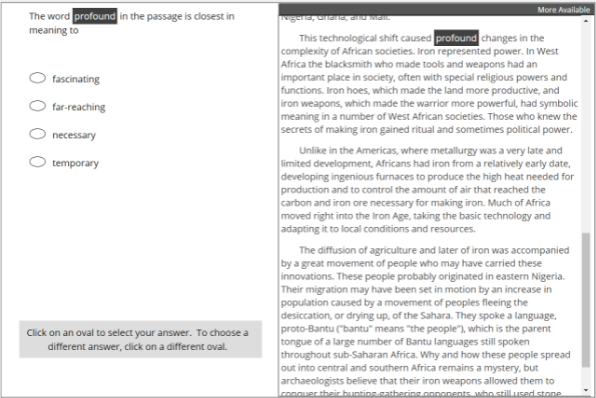 The word profound in the passage is closest in
meaning to
fascinating
far-reaching
necessary
temporary
Click on an oval to select your answer. To choose a
different answer, click on a different oval.
More Available
Nigeria, Ghana, and Mali.
This technological shift caused profound changes in the
complexity of African societies. Iron represented power. In West
Africa the blacksmith who made tools and weapons had an
important place in society, often with special religious powers and
functions. Iron hoes, which made the land more productive, and
iron weapons, which made the warrior more powerful, had symbolic
meaning in a number of West African societies. Those who knew the
secrets of making iron gained ritual and sometimes political power.
Unlike in the Americas, where metallurgy was a very late and
limited development, Africans had iron from a relatively early date,
developing ingenious furnaces to produce the high heat needed for
production and to control the amount of air that reached the
carbon and iron ore necessary for making iron. Much of Africa
moved right into the Iron Age, taking the basic technology and
adapting it to local conditions and resources.
The diffusion of agriculture and later of iron was accompanied
by a great movement of people who may have carried these
innovations. These people probably originated in eastern Nigeria.
Their migration may have been set in motion by an increase in
population caused by a movement of peoples fleeing the
desiccation, or drying up, of the Sahara. They spoke a language,
proto-Bantu ("bantu" means "the people"), which is the parent
tongue of a large number of Bantu languages still spoken
throughout sub-Saharan Africa. Why and how these people spread
out into central and southern Africa remains a mystery, but
archaeologists believe that their iron weapons allowed them to
conquer their hunting-gathering opponents, who still used stone